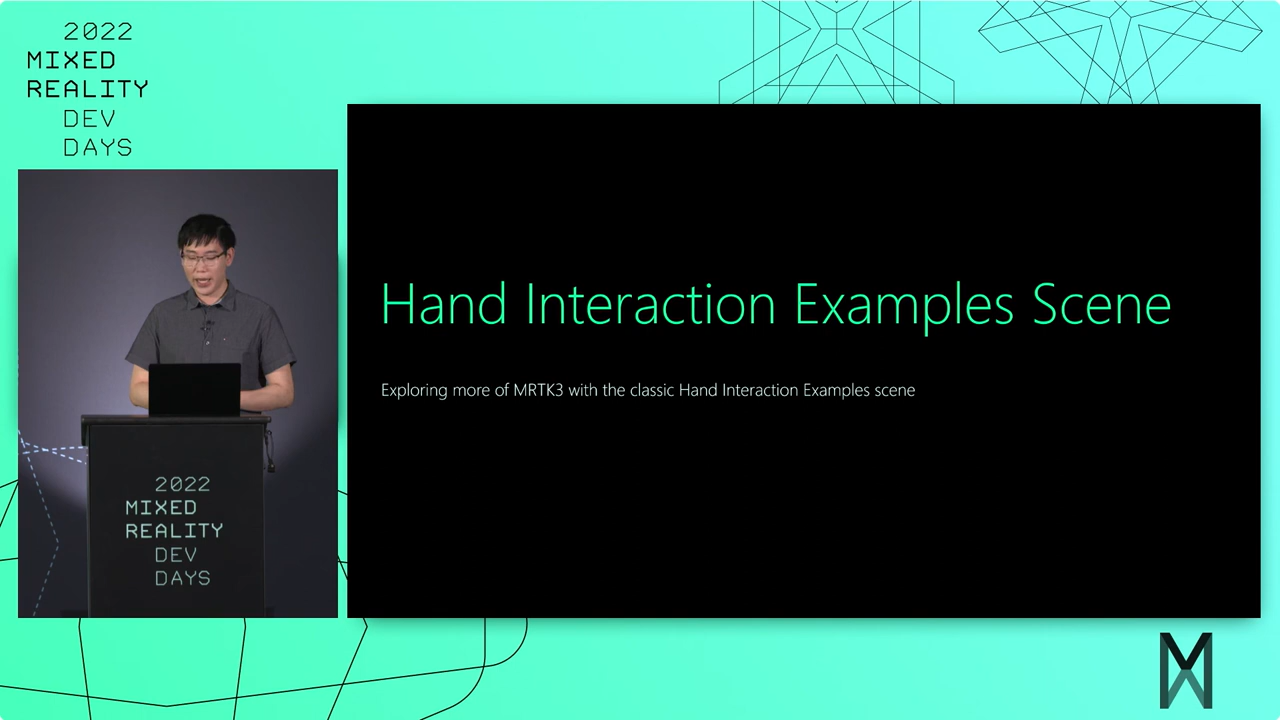 2022
MIXED
REALITY
DEV
DAYS
Hand Interaction Examples Scene
Exploring more of MRTK3 with the classic Hand Interaction Examples scene
2022
MIXED
REALITY
DEV
DAYS